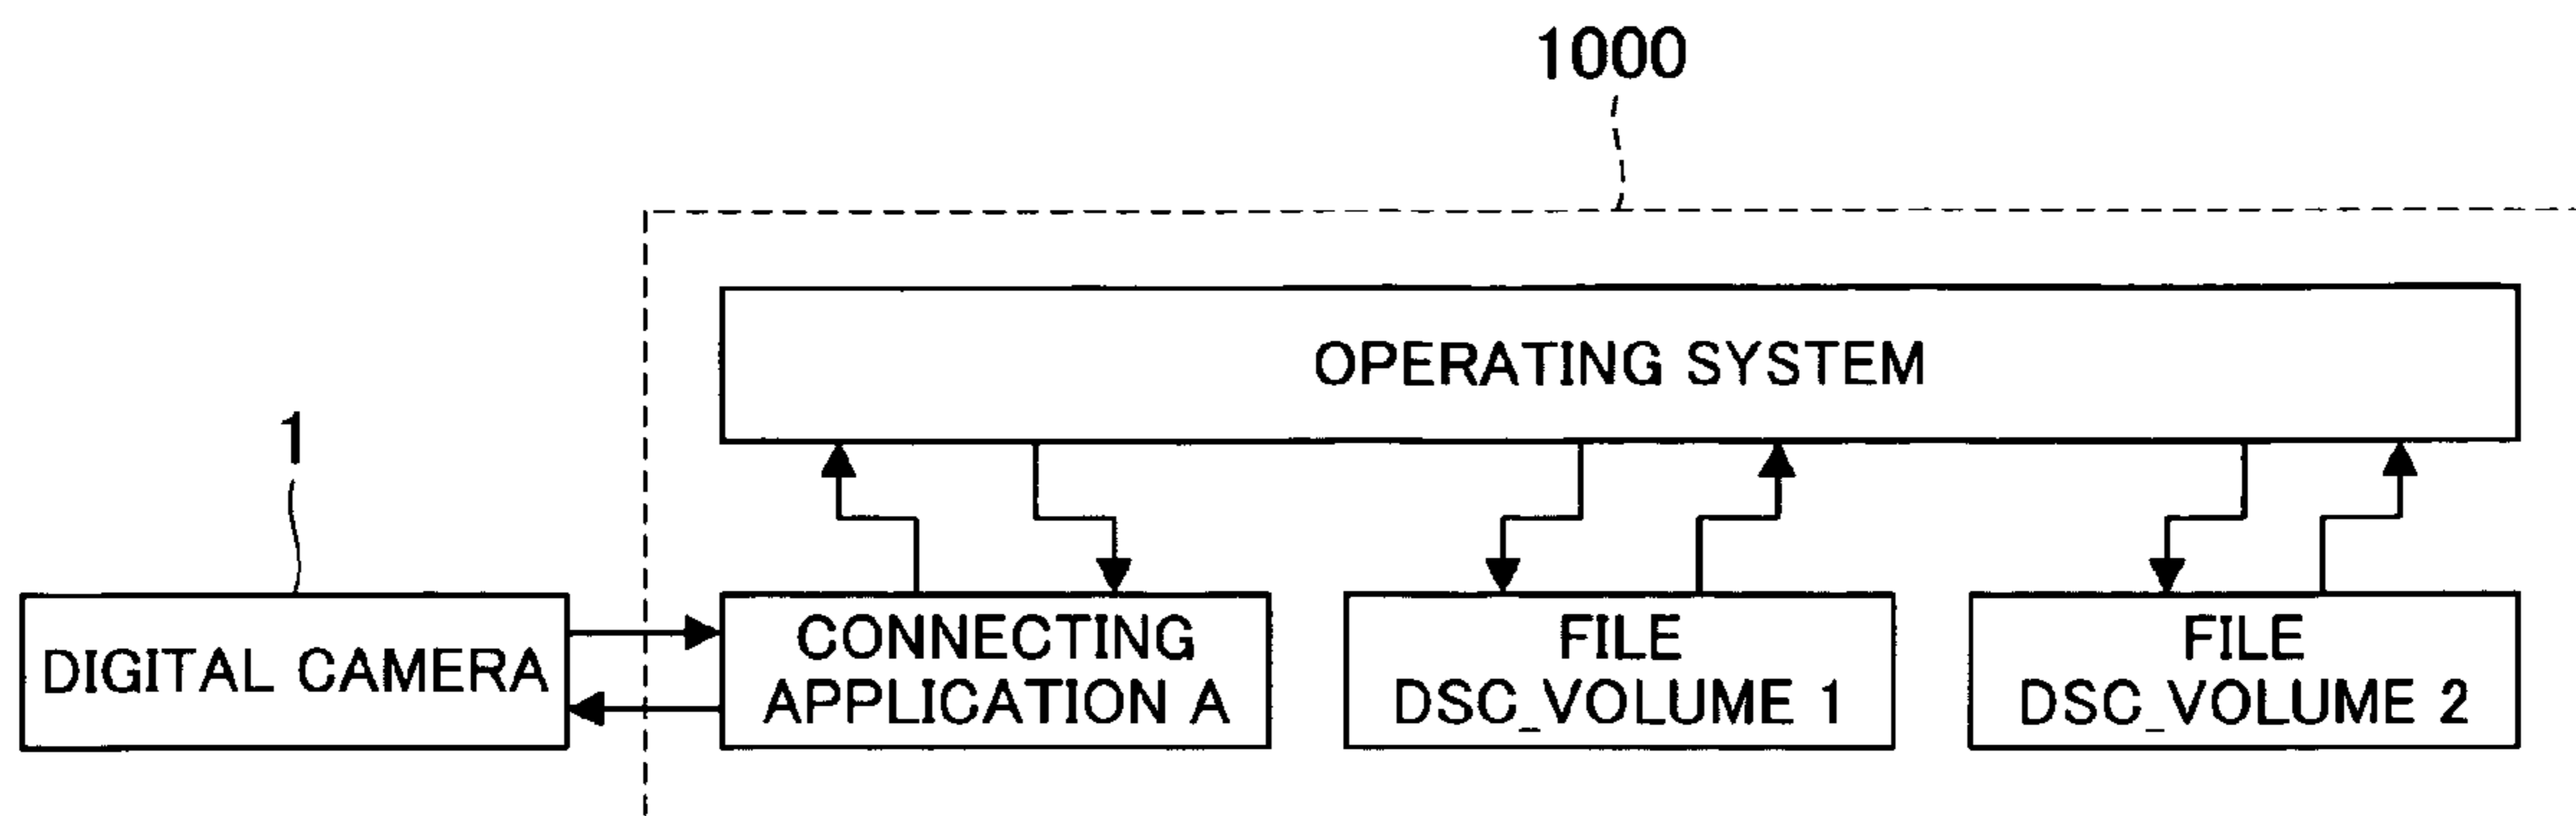 1000
OPERATING SYSTEM
1
DIGITAL CAMERA
CONNECTING
APPLICATION A
FILE
DSC_VOLUME 1
FILE
DSC_VOLUME 2